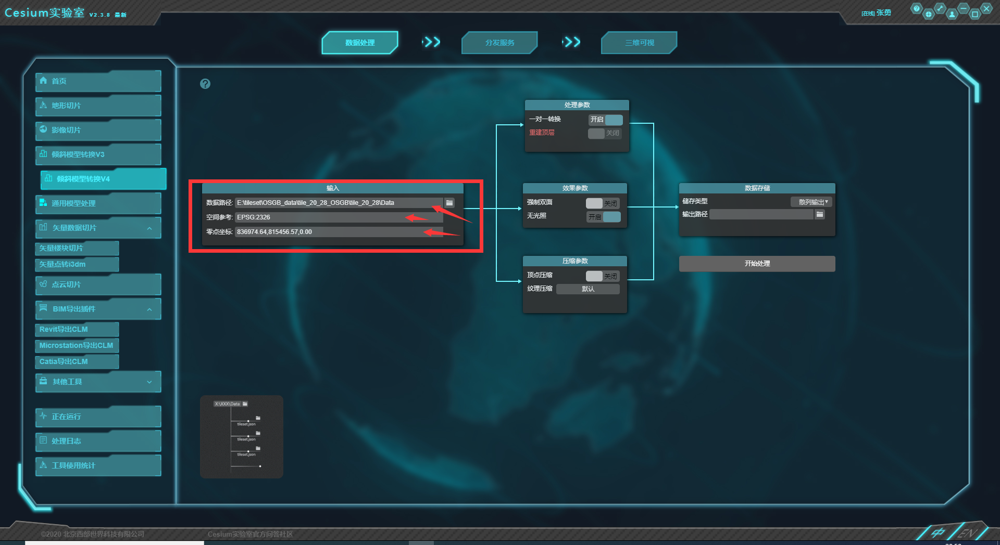 Cesium实验室 V2.3.8 最新
[在线] 张勇
数据处理
分发服务
三维可视
首页
地形切片
影像切片
倾斜模型转换V3
倾斜模型转换V4
通用模型处理
矢量数据切片
矢量楼块切片
矢量点转i3dm
点云切片
BIM导出插件
Revit导出CLM
Microstation导出CLM
Catia导出CLM
其他工具
正在运行
处理日志
工具使用统计
输入
数据路径: E:\tileset\OSGB_data\tile_20_28_OSGB\tile_20_28\Data
空间参考: EPSG:2326
零点坐标: 836974.64,815456.57,0.00
处理参数
一对一转换 开启
重建顶层 关闭
效果参数
强制双面 关闭
无光照 开启
压缩参数
顶点压缩 关闭
纹理压缩 默认
数据存储
储存类型 散列输出▾
输出路径
开始处理
X:\XXX\Data
tileset.json
tileset.json
tileset.json
©2020 北京西部世界科技有限公司
Cesium实验室官方问答社区
中 EN